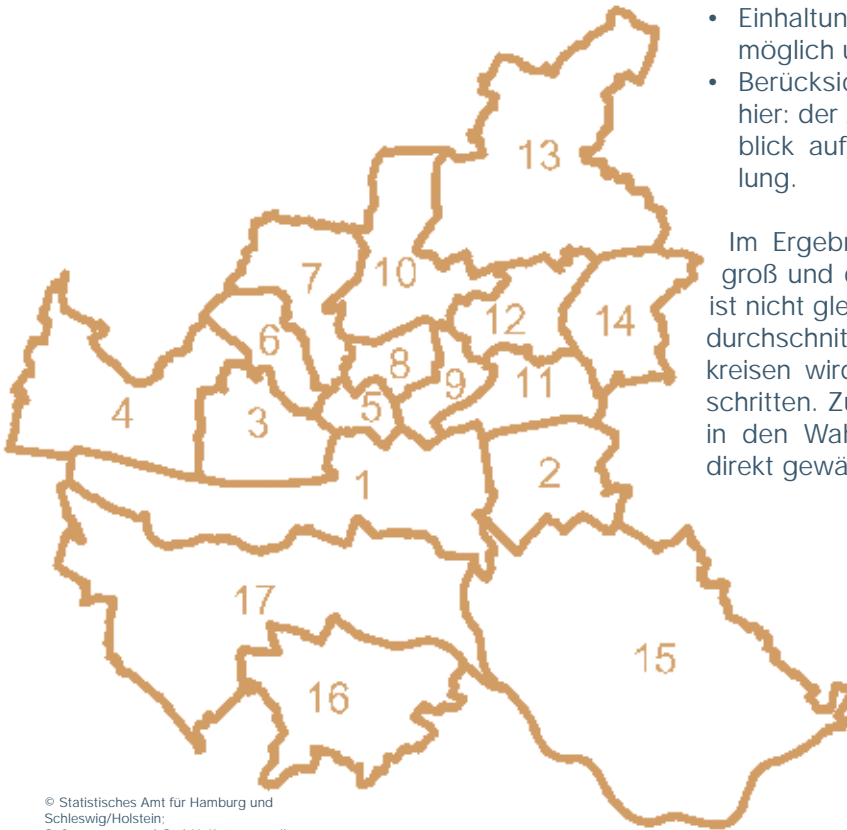 • Einhaltun
möglich u
• Berücksic
hier: der
blick auf
lung.
Im Ergebr
groß und
ist nicht gle
durchschnit
kreisen wird
schritten. Zu
in den Wah
direkt gewä
13
7
10
6
12
14
8
4
3
5
9
11
1
2
17
15
16
© Statistisches Amt für Hamburg und
Schleswig/Holstein;